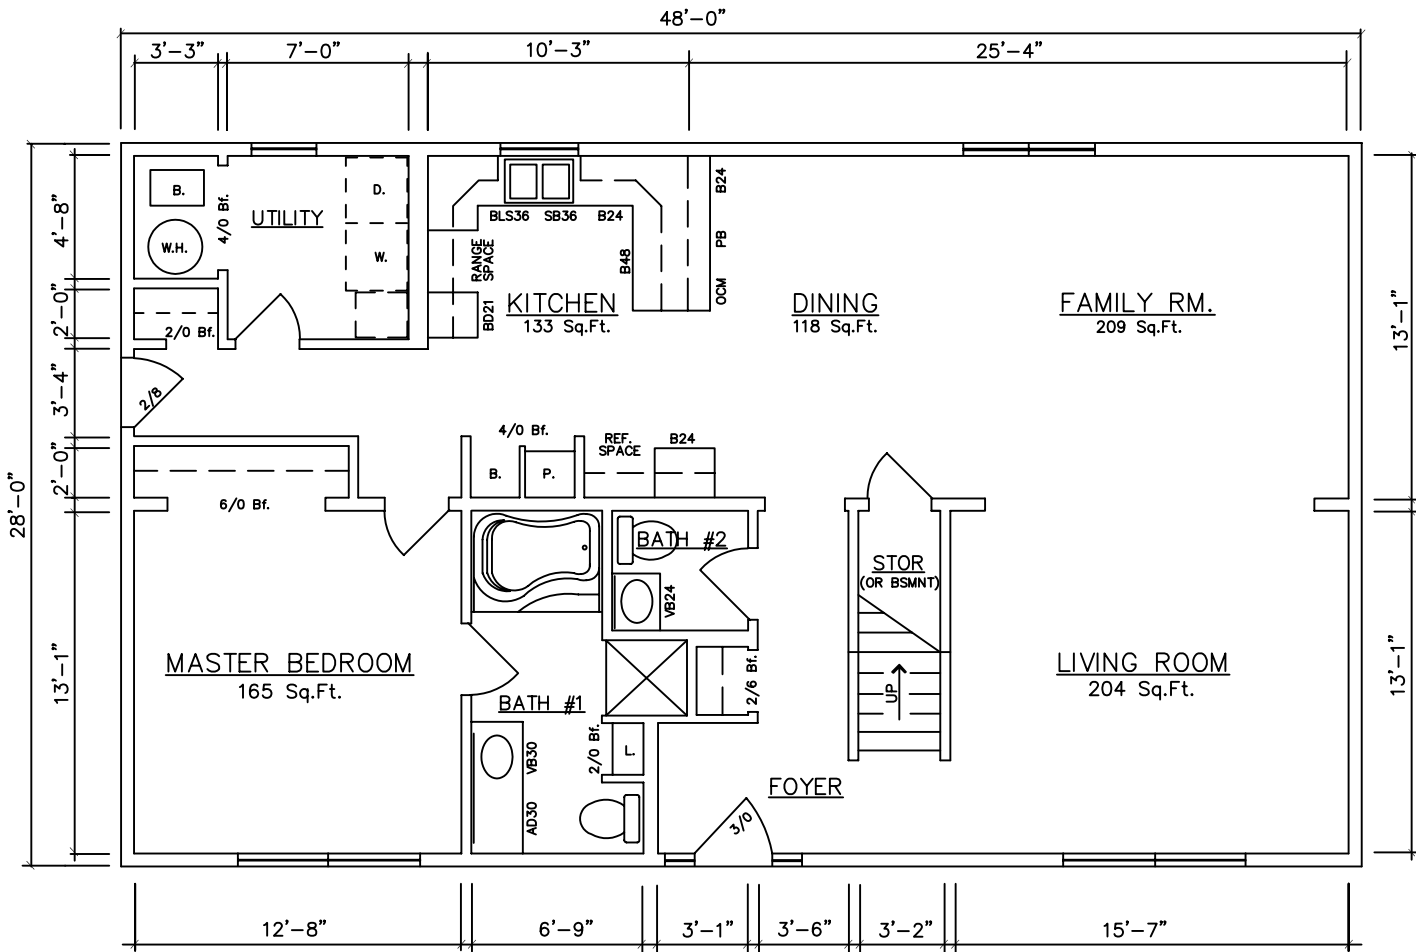 48'-0"
3'-3"
7'-0"
10'-3"
25'-4"
B.
4/0 Bf.
UTILITY
D.
W.H.
W.
BLS36
SB36
B24
B24
PB
OCM
B48
RANGE
SPACE
BD21
KITCHEN
133 Sq.Ft.
DINING
118 Sq.Ft.
FAMILY RM.
209 Sq.Ft.
2/0 Bf.
2/8
4'-8"
2'-0"
3'-4"
2'-0"
13'-1"
28'-0"
13'-1"
13'-1"
4/0 Bf.
B.
P.
REF.
SPACE
B24
6/0 Bf.
BATH #2
VB24
STOR
(OR BSMNT)
MASTER BEDROOM
165 Sq.Ft.
BATH #1
2/6 Bf.
UP
LIVING ROOM
204 Sq.Ft.
2/0 Bf.
L.
VB30
AD30
FOYER
3/0
12'-8"
6'-9"
3'-1"
3'-6"
3'-2"
15'-7"